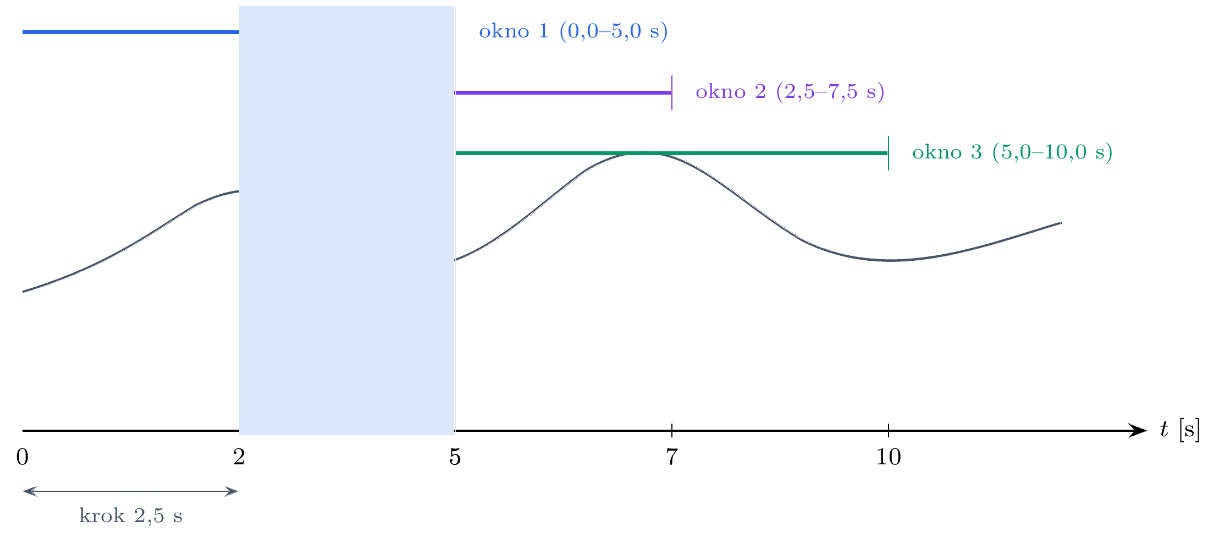 okno 1 (0,0–5,0 s)
okno 2 (2,5–7,5 s)
okno 3 (5,0–10,0 s)
t [s]
0 2 5 7 10
krok 2,5 s